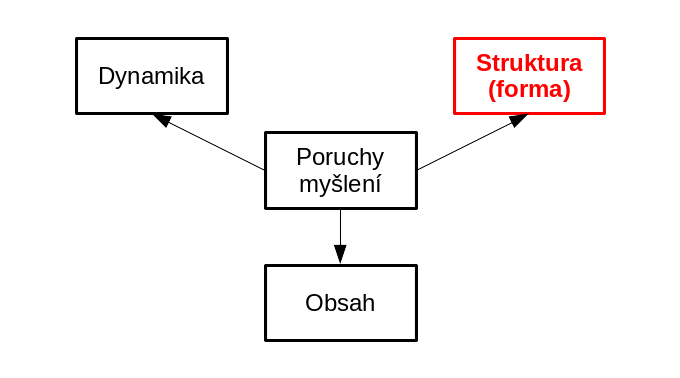 Dynamika
Struktura
(forma)
Poruchy
myšlení
Obsah